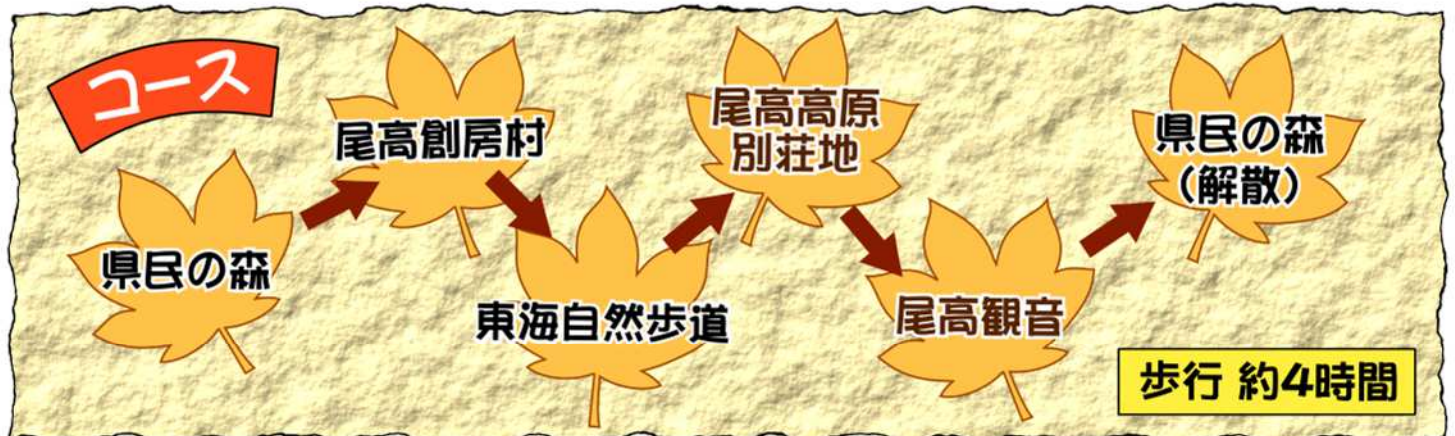 コース
県民の森
尾高創房村
東海自然歩道
尾高高原
別荘地
尾高観音
県民の森
（解散）
歩行 約4時間